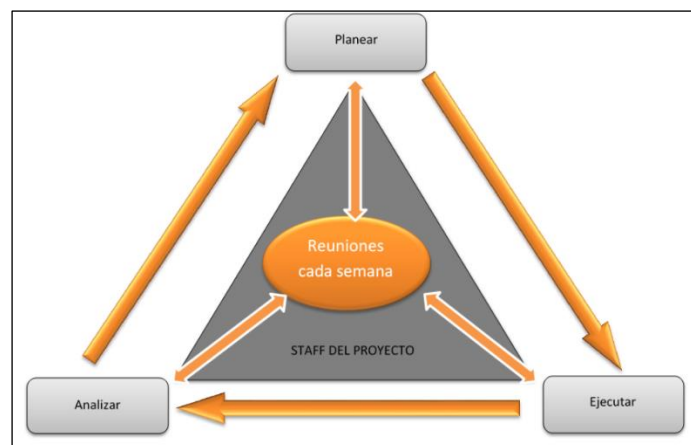 Planear
Reuniones
cada semana
STAFF DEL PROYECTO
Analizar
Ejecutar